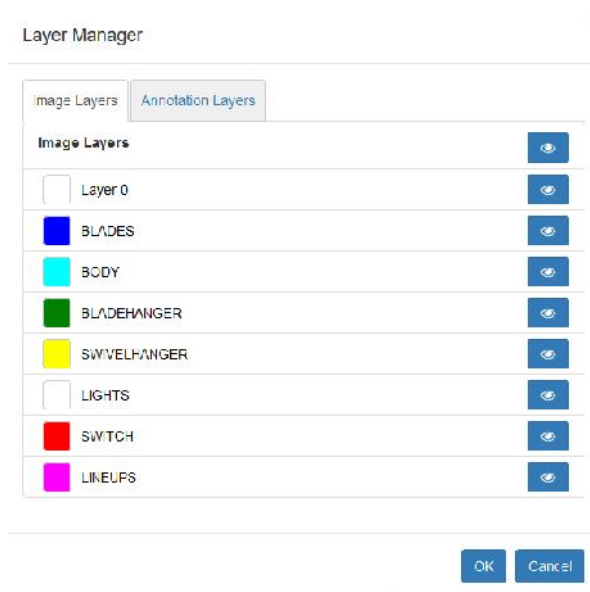 Layer Manager
Image Layers Annotation Layers
Image Layers
Layer 0
BLADES
BODY
BLADEHANGER
SWIVELHANGER
LIGHTS
SWITCH
LINEUPS
OK Cancel